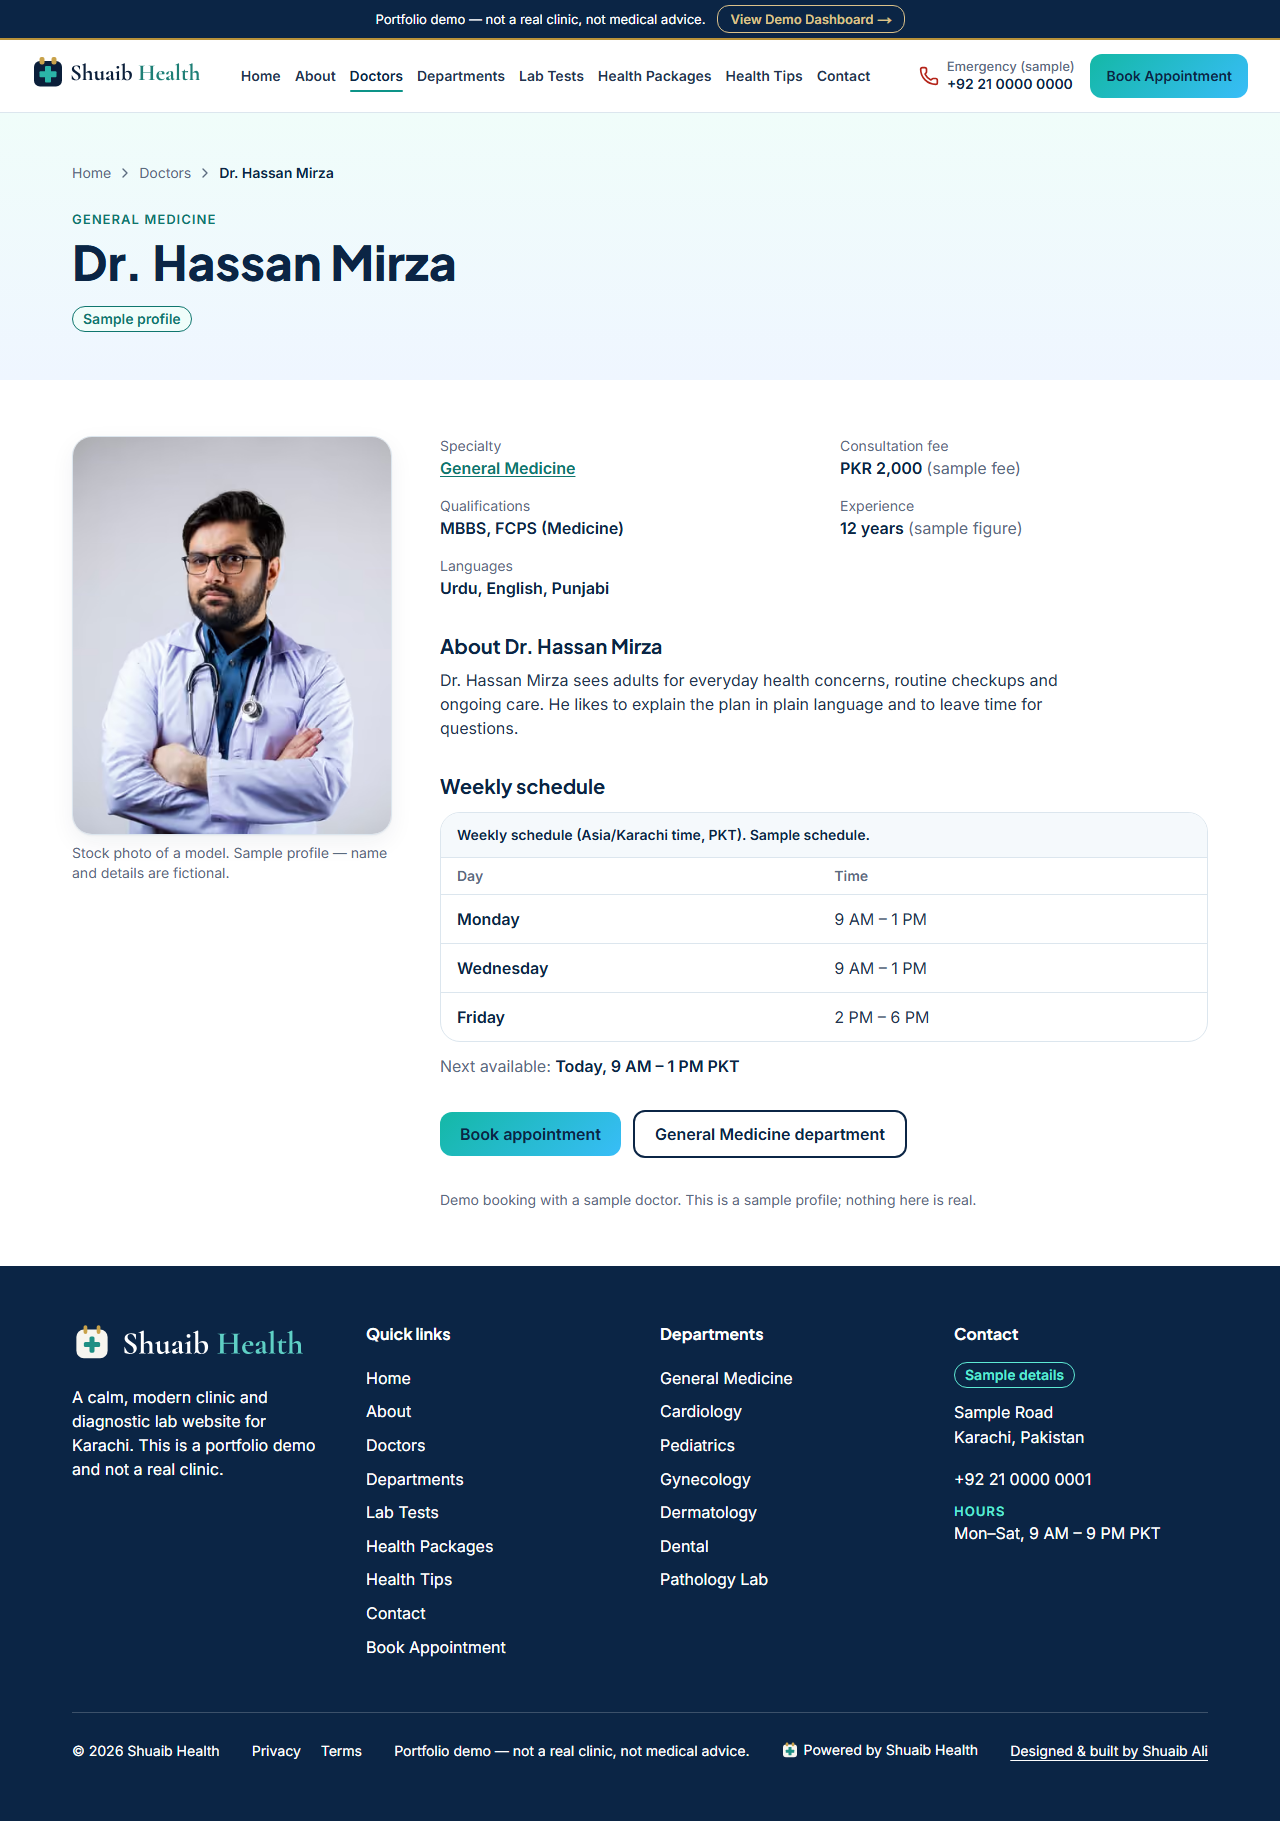 Portfolio demo — not a real clinic, not medical advice.
View Demo Dashboard →
Shuaib Health
Home
About
Doctors
Departments
Lab Tests
Health Packages
Health Tips
Contact
Emergency (sample)
+92 21 0000 0000
Book Appointment
Home > Doctors > Dr. Hassan Mirza
GENERAL MEDICINE
Dr. Hassan Mirza
Sample profile
Stock photo of a model. Sample profile — name
and details are fictional.
Specialty
General Medicine
Consultation fee
PKR 2,000 (sample fee)
Qualifications
MBBS, FCPS (Medicine)
Experience
12 years (sample figure)
Languages
Urdu, English, Punjabi
About Dr. Hassan Mirza
Dr. Hassan Mirza sees adults for everyday health concerns, routine checkups and
ongoing care. He likes to explain the plan in plain language and to leave time for
questions.
Weekly schedule
Weekly schedule (Asia/Karachi time, PKT). Sample schedule.
Day Time
Monday 9 AM – 1 PM
Wednesday 9 AM – 1 PM
Friday 2 PM – 6 PM
Next available: Today, 9 AM – 1 PM PKT
Book appointment
General Medicine department
Demo booking with a sample doctor. This is a sample profile; nothing here is real.
Shuaib Health
A calm, modern clinic and
diagnostic lab website for
Karachi. This is a portfolio demo
and not a real clinic.
Quick links
Home
About
Doctors
Departments
Lab Tests
Health Packages
Health Tips
Contact
Book Appointment
Departments
General Medicine
Cardiology
Pediatrics
Gynecology
Dermatology
Dental
Pathology Lab
Contact
Sample details
Sample Road
Karachi, Pakistan
+92 21 0000 0001
HOURS
Mon–Sat, 9 AM – 9 PM PKT
© 2026 Shuaib Health
Privacy
Terms
Portfolio demo — not a real clinic, not medical advice.
Powered by Shuaib Health
Designed & built by Shuaib Ali